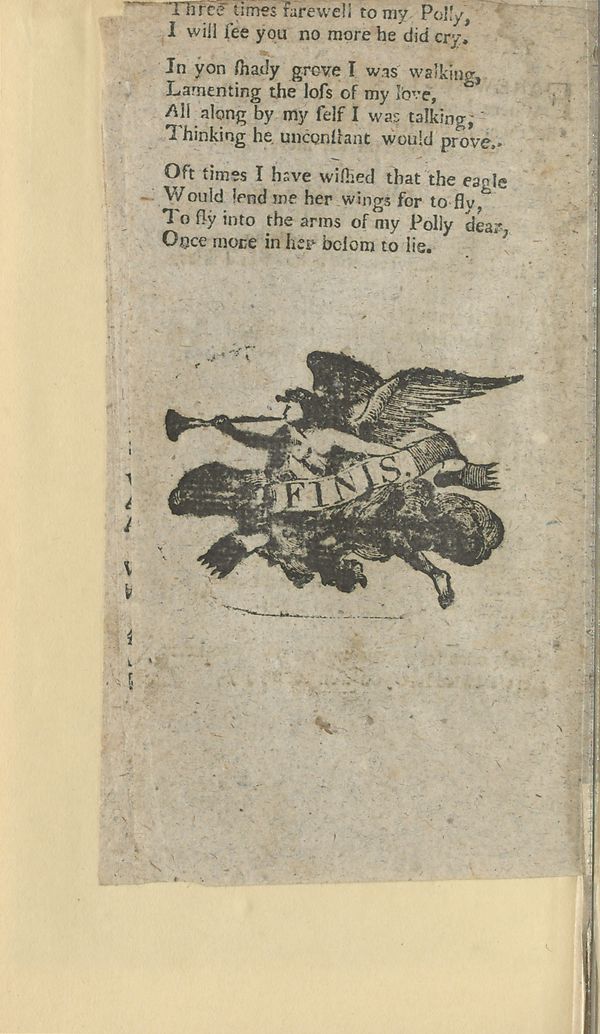 Three times farewell to my Polly,
I will ſee you no more he did cry.
In yon ſhady grove I was walking,
Lamenting the loſs of my love,
All along by my ſelf I was talking,
Thinking he unconſtant would prove.
Oft times I have wiſhed that the eagle
Would lend me her wings for to fly,
To fly into the arms of my Polly dear,
Once more in her boſom to lie.
FINIS.